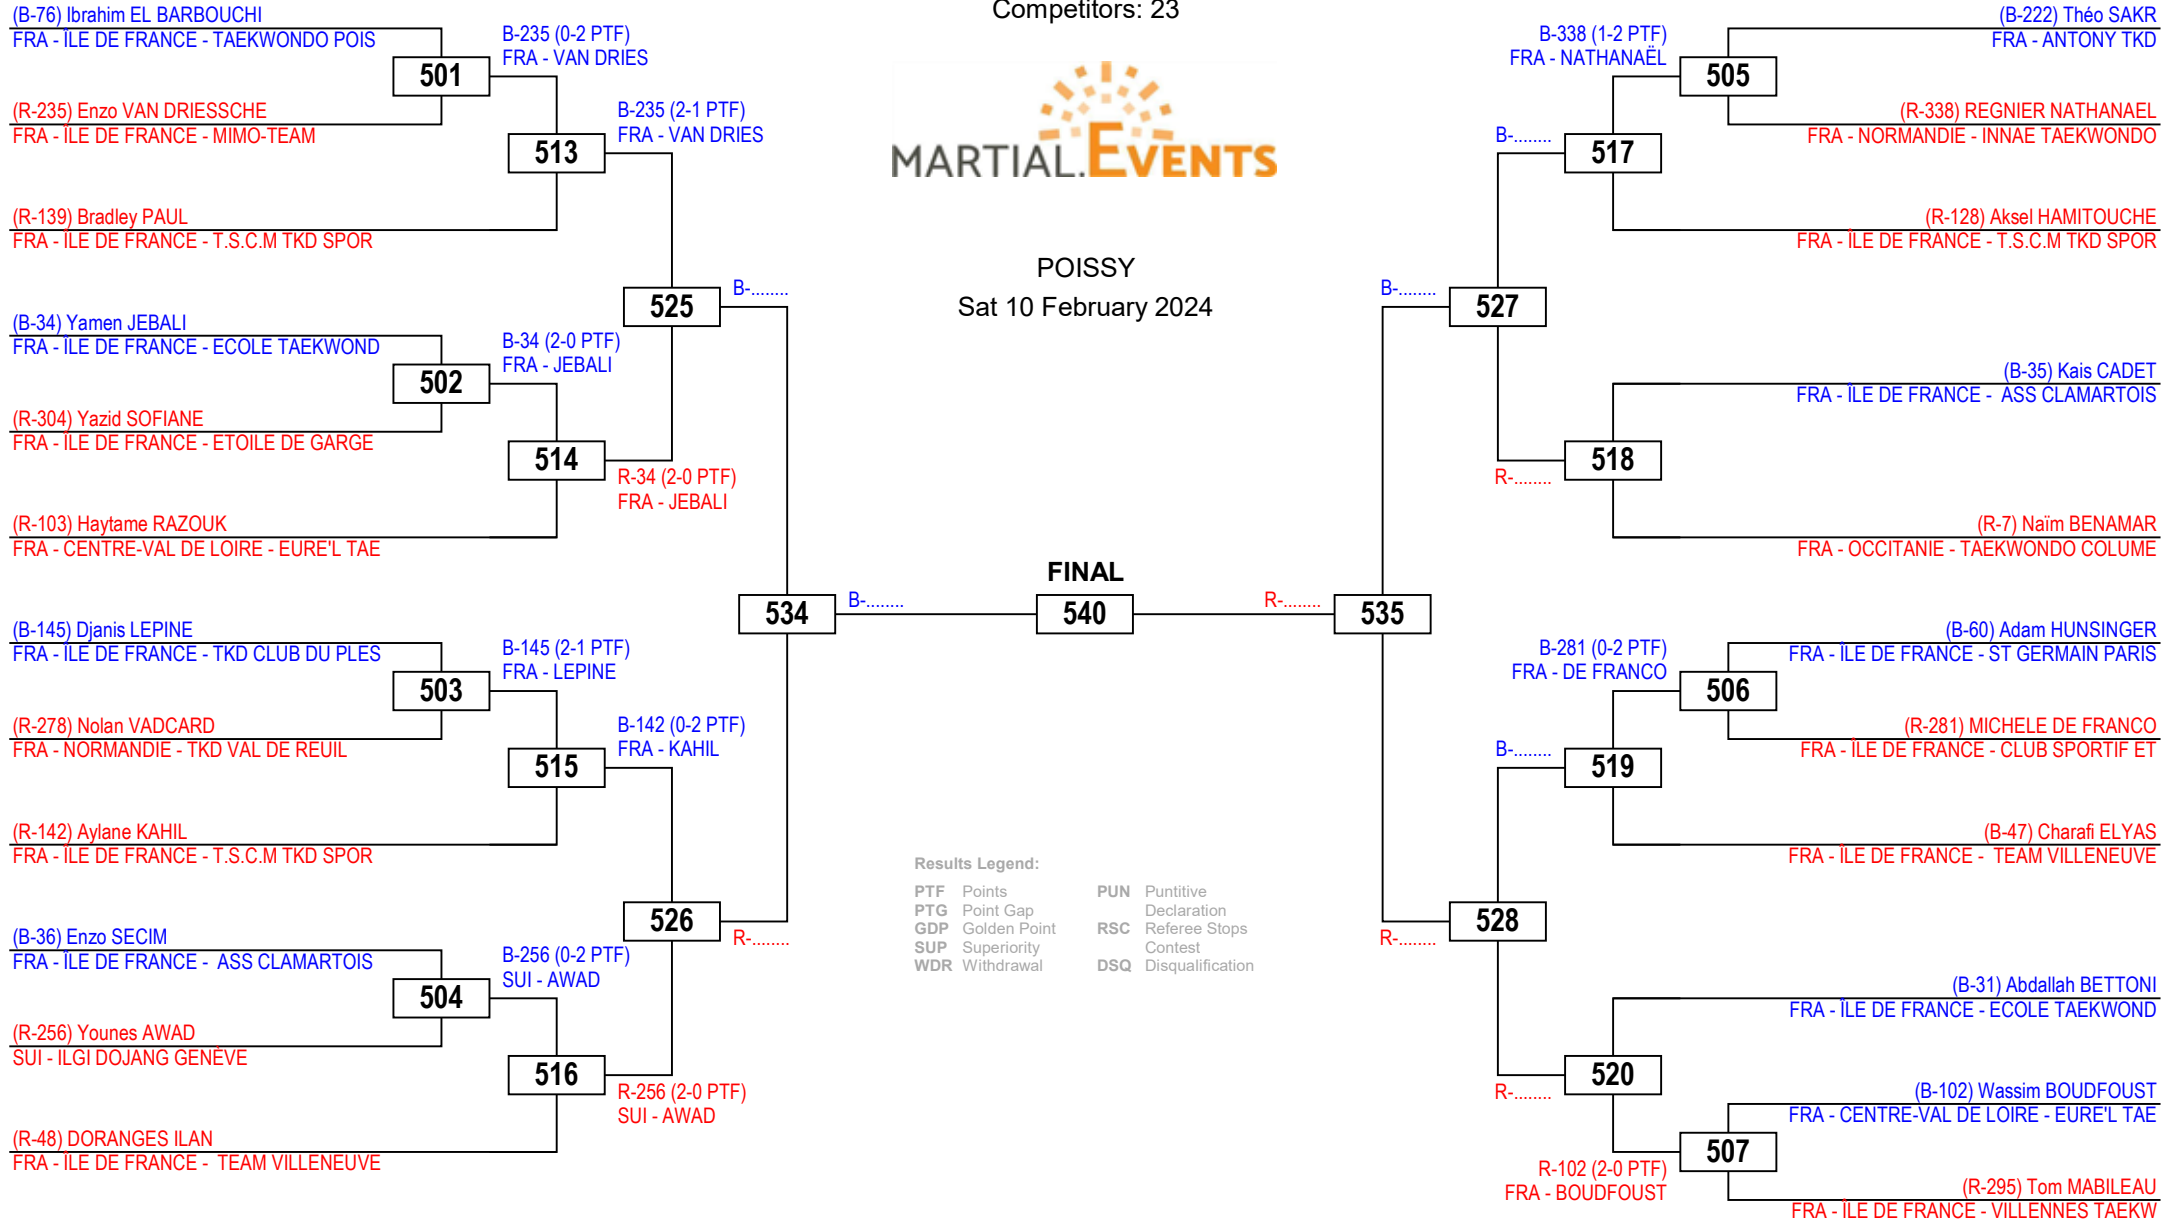 Competitors: 23
MARTIAL.EVENTS
POISSY
Sat 10 February 2024
(B-76) Ibrahim EL BARBOUCHI
FRA - ÎLE DE FRANCE - TAEKWONDO POIS
501
(R-235) Enzo VAN DRIESSCHE
FRA - ÎLE DE FRANCE - MIMO-TEAM
B-235 (0-2 PTF)
FRA - VAN DRIES
513
(R-139) Bradley PAUL
FRA - ÎLE DE FRANCE - T.S.C.M TKD SPOR
B-235 (2-1 PTF)
FRA - VAN DRIES
525
B-........
(B-34) Yamen JEBALI
FRA - ÎLE DE FRANCE - ECOLE TAEKWOND
502
(R-304) Yazid SOFIANE
FRA - ÎLE DE FRANCE - ETOILE DE GARGE
B-34 (2-0 PTF)
FRA - JEBALI
514
(R-103) Haytame RAZOUK
FRA - CENTRE-VAL DE LOIRE - EURE'L TAE
R-34 (2-0 PTF)
FRA - JEBALI
534
B-........
(B-145) Djanis LEPINE
FRA - ÎLE DE FRANCE - TKD CLUB DU PLES
503
(R-278) Nolan VADCARD
FRA - NORMANDIE - TKD VAL DE REUIL
B-145 (2-1 PTF)
FRA - LEPINE
515
(R-142) Aylane KAHIL
FRA - ÎLE DE FRANCE - T.S.C.M TKD SPOR
B-142 (0-2 PTF)
FRA - KAHIL
526
R-........
(B-36) Enzo SECIM
FRA - ÎLE DE FRANCE - ASS CLAMARTOIS
504
(R-256) Younes AWAD
SUI - ILGI DOJANG GENÈVE
B-256 (0-2 PTF)
SUI - AWAD
516
(R-48) DORANGES ILAN
FRA - ÎLE DE FRANCE - TEAM VILLENEUVE
R-256 (2-0 PTF)
SUI - AWAD
FINAL
540
R-........
535
Results Legend:
PTF Points
PTG Point Gap
GDP Golden Point
SUP Superiority
WDR Withdrawal
PUN Puntitive
Declaration
RSC Referee Stops
Contest
DSQ Disqualification
(B-222) Théo SAKR
FRA - ANTONY TKD
505
(R-338) REGNIER NATHANAEL
FRA - NORMANDIE - INNAE TAEKWONDO
B-338 (1-2 PTF)
FRA - NATHANAËL
517
B-........
(R-128) Aksel HAMITOUCHE
FRA - ÎLE DE FRANCE - T.S.C.M TKD SPOR
527
B-........
(B-35) Kais CADET
FRA - ÎLE DE FRANCE - ASS CLAMARTOIS
518
R-........
(R-7) Naïm BENAMAR
FRA - OCCITANIE - TAEKWONDO COLUME
(B-60) Adam HUNSINGER
FRA - ÎLE DE FRANCE - ST GERMAIN PARIS
506
(R-281) MICHELE DE FRANCO
FRA - ÎLE DE FRANCE - CLUB SPORTIF ET
B-281 (0-2 PTF)
FRA - DE FRANCO
519
B-........
(B-47) Charafi ELYAS
FRA - ÎLE DE FRANCE - TEAM VILLENEUVE
528
R-........
(B-31) Abdallah BETTONI
FRA - ÎLE DE FRANCE - ECOLE TAEKWOND
520
R-........
(B-102) Wassim BOUDFOUST
FRA - CENTRE-VAL DE LOIRE - EURE'L TAE
507
R-102 (2-0 PTF)
FRA - BOUDFOUST
(R-295) Tom MABILEAU
FRA - ÎLE DE FRANCE - VILLENNES TAEKW